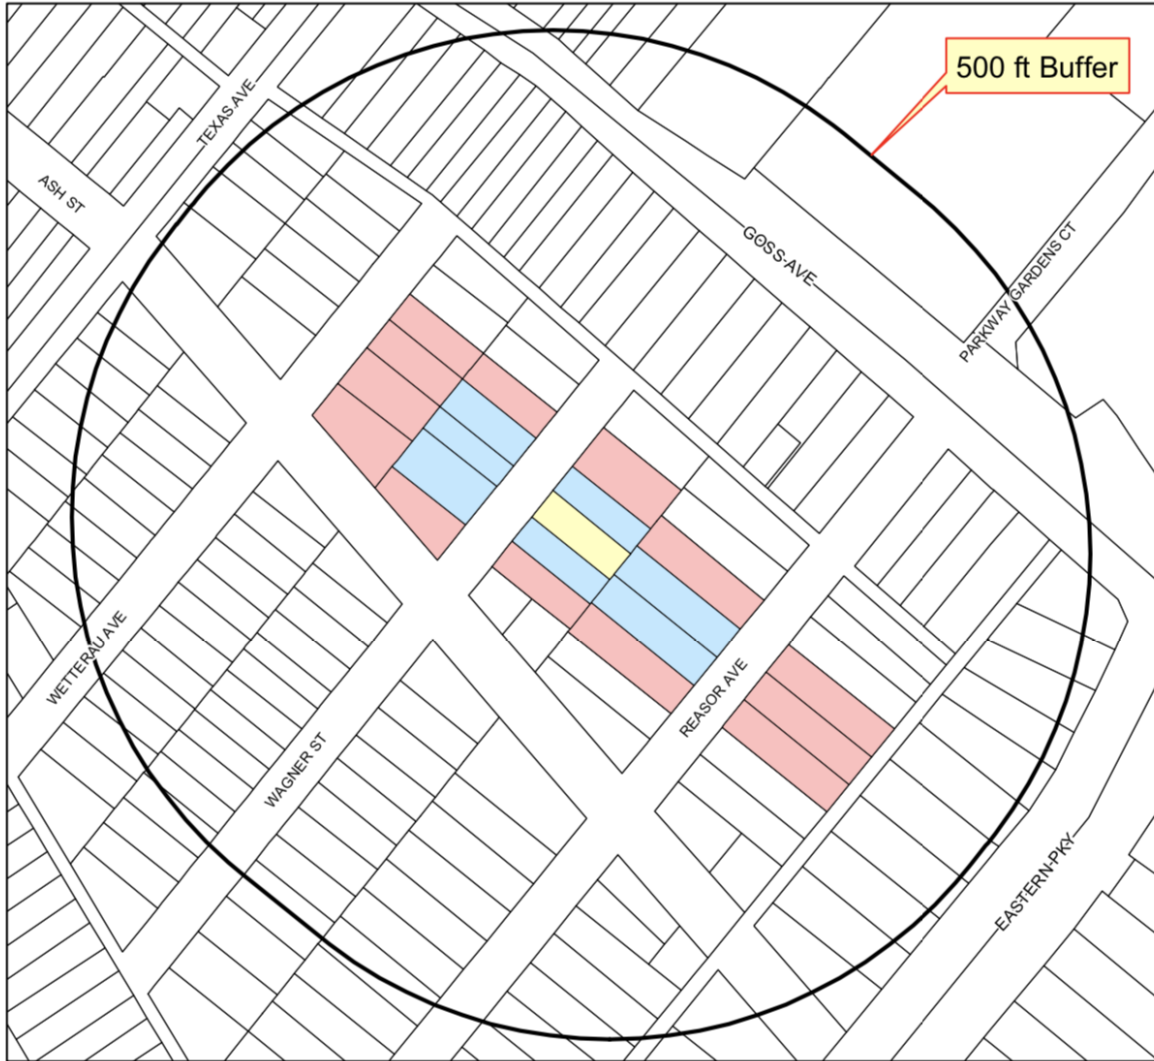 500 ft Buffer
TEXAS AVE
ASH ST
GOSS AVE
PARKWAY GARDENS CT
WETTERAU AVE
REASOR AVE
WAGNER ST
EASTERN PKY